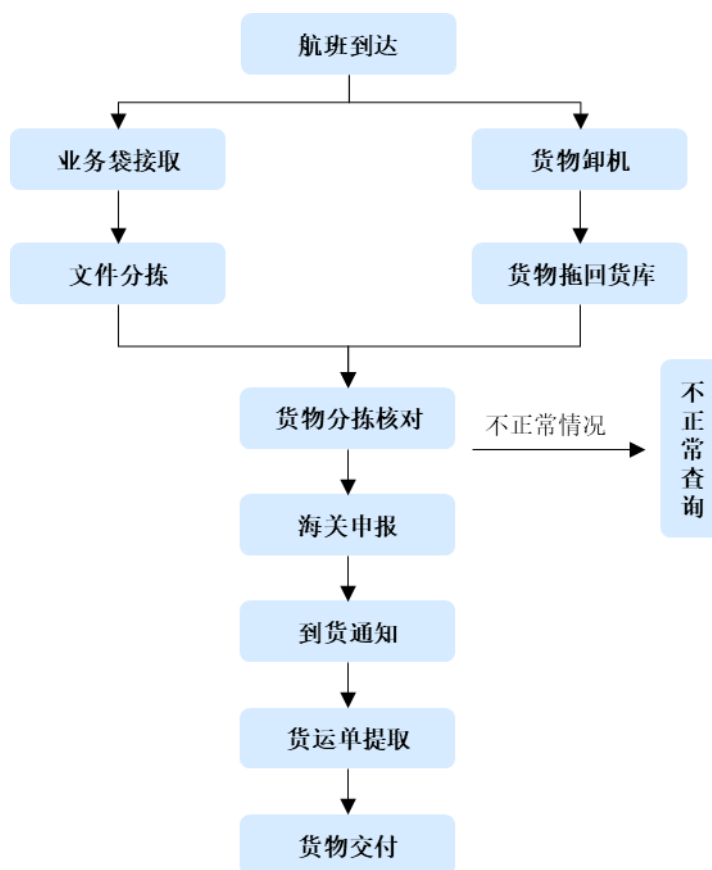 航班到达
业务袋接取
货物卸机
文件分拣
货物拖回货库
货物分拣核对
不正常情况
不正常查询
海关申报
到货通知
货运单提取
货物交付